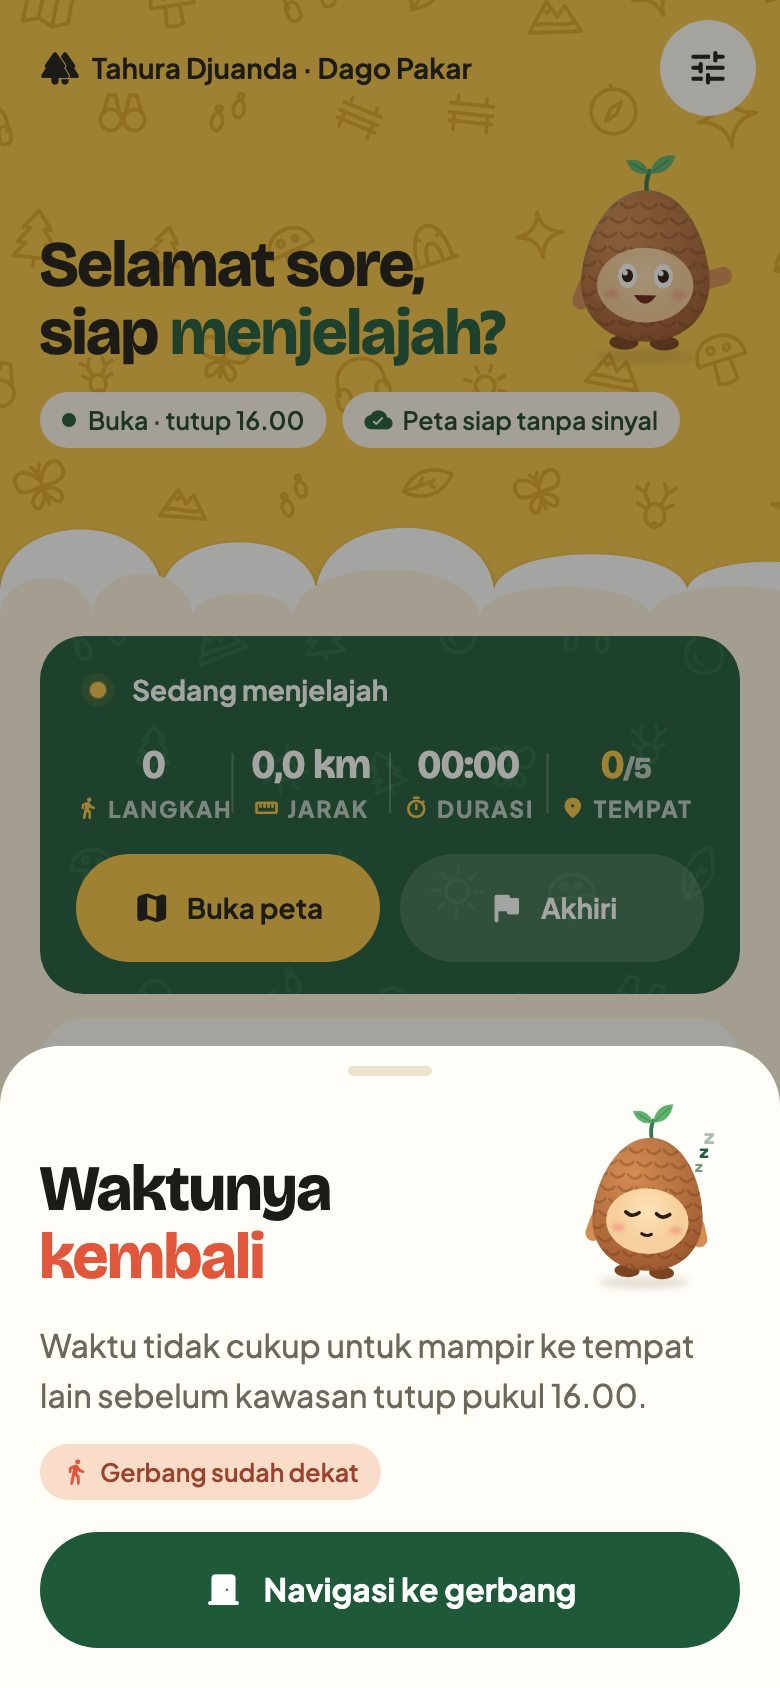 Tahura Djuanda · Dago Pakar
Selamat sore,
siap menjelajah?
Buka · tutup 16.00
Peta siap tanpa sinyal
Sedang menjelajah
0
0,0 km
00:00
0/5
LANGKAH
JARAK
DURASI
TEMPAT
Buka peta
Akhiri
z
z
z
Waktunya
kembali
Waktu tidak cukup untuk mampir ke tempat
lain sebelum kawasan tutup pukul 16.00.
Gerbang sudah dekat
Navigasi ke gerbang